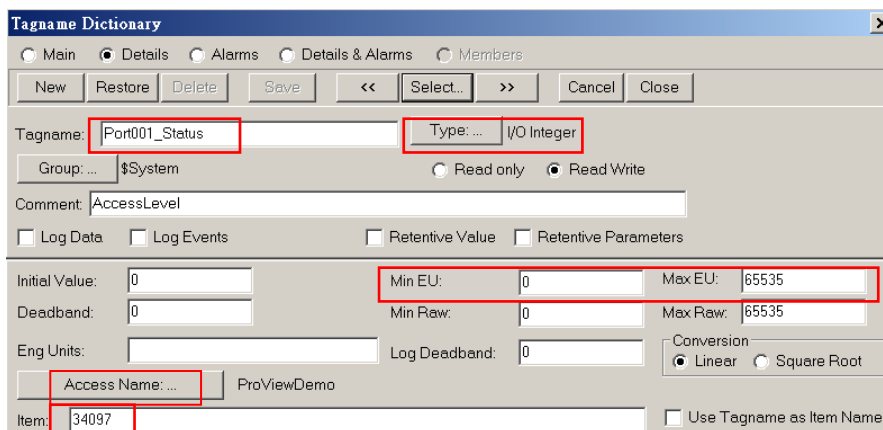 Tagname Dictionary
Main Details Alarms Details & Alarms Members
New Restore Delete Save << Select... >> Cancel Close
Tagname: Port001_Status Type: ... I/O Integer
Group: ... $System Read only Read Write
Comment: AccessLevel
Log Data Log Events Retentive Value Retentive Parameters
Initial Value: 0 Min EU: 0 Max EU: 65535
Deadband: 0 Min Raw: 0 Max Raw: 65535
Eng Units: Log Deadband: 0 Conversion
Linear Square Root
Access Name: ... ProViewDemo
Item: 34097 Use Tagname as Item Name